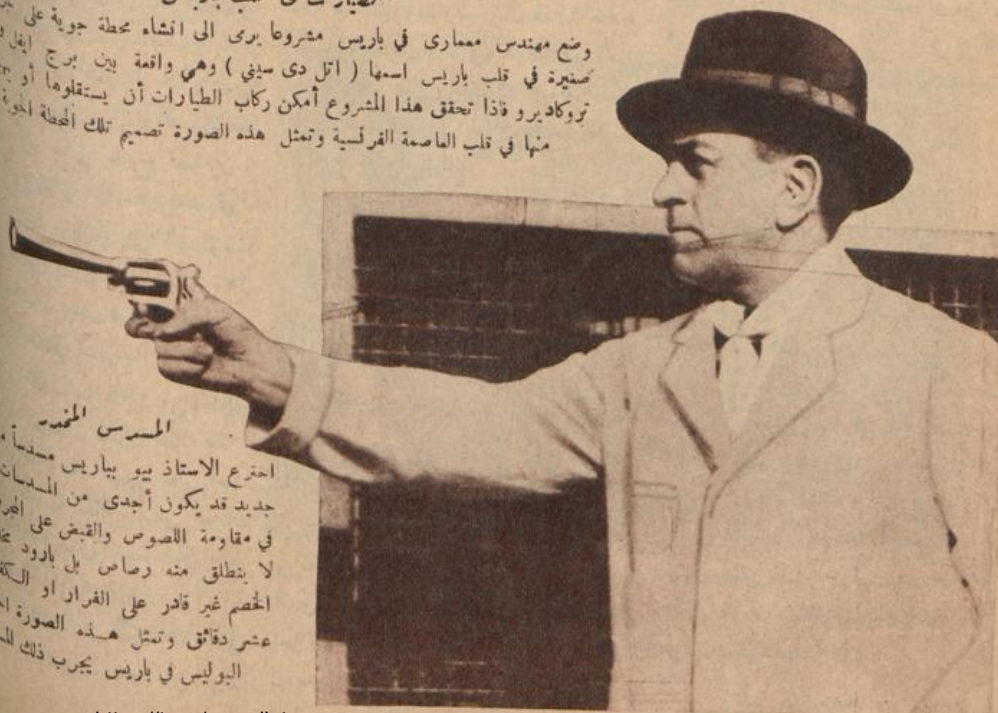 وضع مهندس معمارى في باريس مشروعا يرمى الى انشاء محطة جوية على
صغيرة في قلب باريس اسمها ( اتل دى سيني ) وهي واقعة بين برج ايفل و
تروكاديرو فاذا تحقق هذا المشروع أمكن ركاب الطيارات أن يستقلوها أو
منها في قلب العاصمة الفرنسية وتمثل هذه الصورة تصميم تلك المحطة الجوية
المسدس المخدر
اخترع الاستاذ بيو بباريس مسدساً
جديد قد يكون أجدى من المسدسات
في مقاومة اللصوص والقبض على
لا ينطلق منه رصاص بل بارود
الخصم غير قادر على الفرار او
عشر دقائق وتمثل هذه الصورة
البوليس في باريس يجرب ذلك